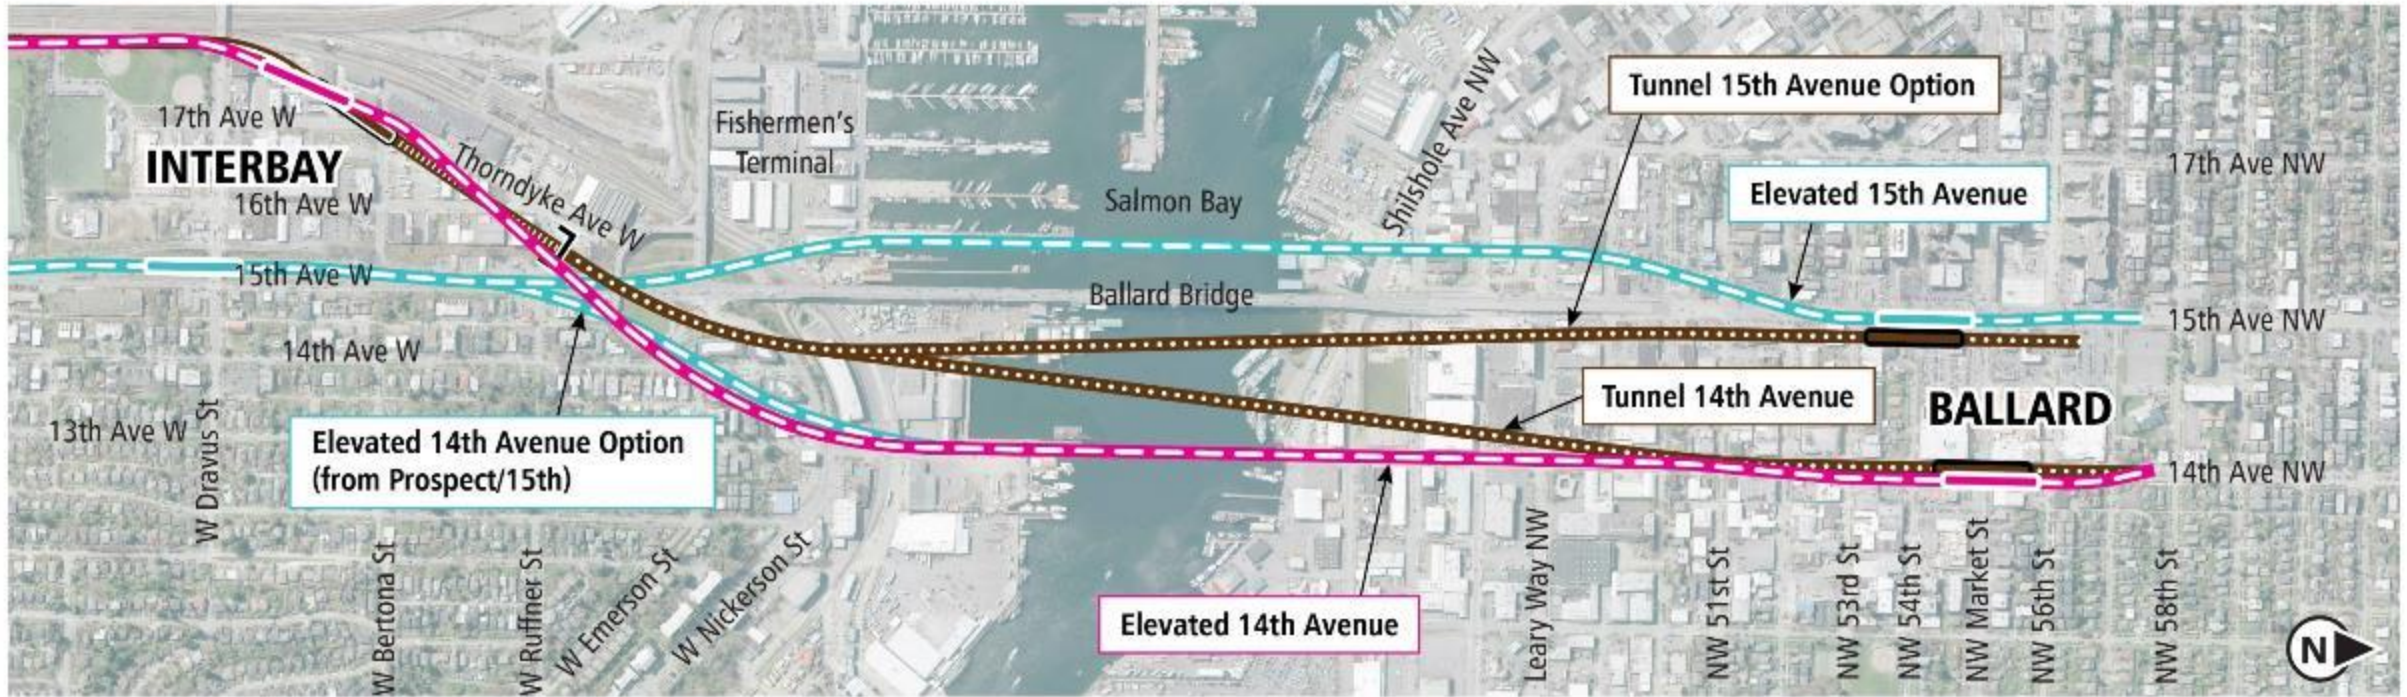 Tunnel 15th Avenue Option
17th Ave W
INTERBAY
Thorndyke Ave W
Fishermen's
Terminal
Shilshole Ave NW
17th Ave NW
Elevated 15th Avenue
16th Ave W
Salmon Bay
15th Ave W
Ballard Bridge
15th Ave NW
14th Ave W
Tunnel 14th Avenue
BALLARD
13th Ave W
W Dravus St
Elevated 14th Avenue Option
(from Prospect/15th)
14th Ave NW
Elevated 14th Avenue
W Bertona St
W Ruffner St
W Emerson St
W Nickerson St
Leary Way NW
NW 51st St
NW 53rd St
NW 54th St
NW Market St
NW 56th St
NW 58th St
N